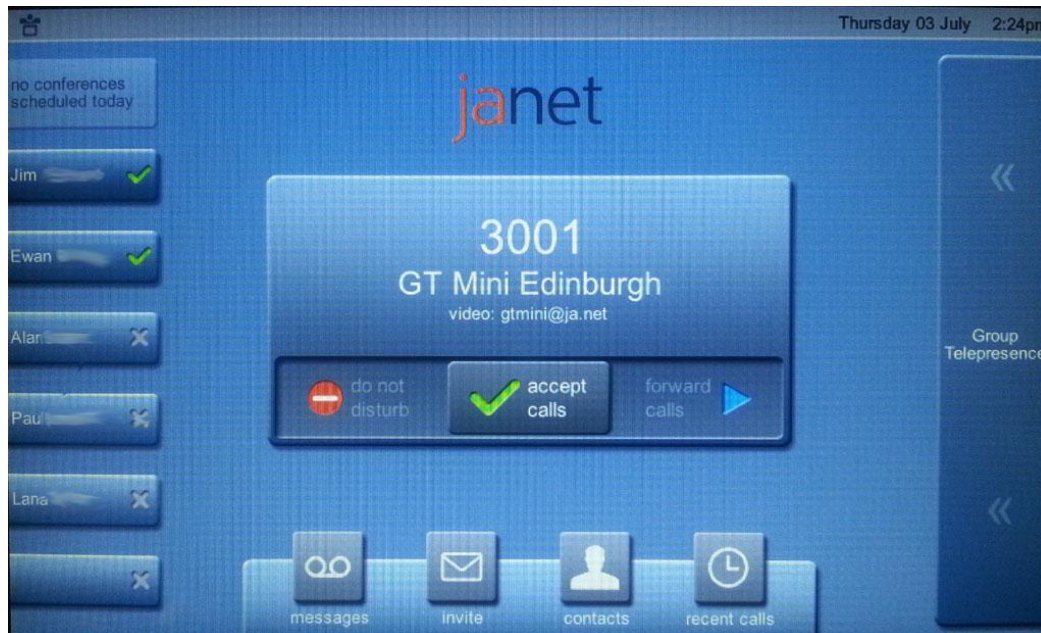 Thursday 03 July 2:24pm
no conferences
scheduled today
janet
Jim
Ewan
Alan
Paul
Lana
3001
GT Mini Edinburgh
video: gtmini@ja.net
do not
disturb
accept
calls
forward
calls
Group
Telepresence
messages
invite
contacts
recent calls